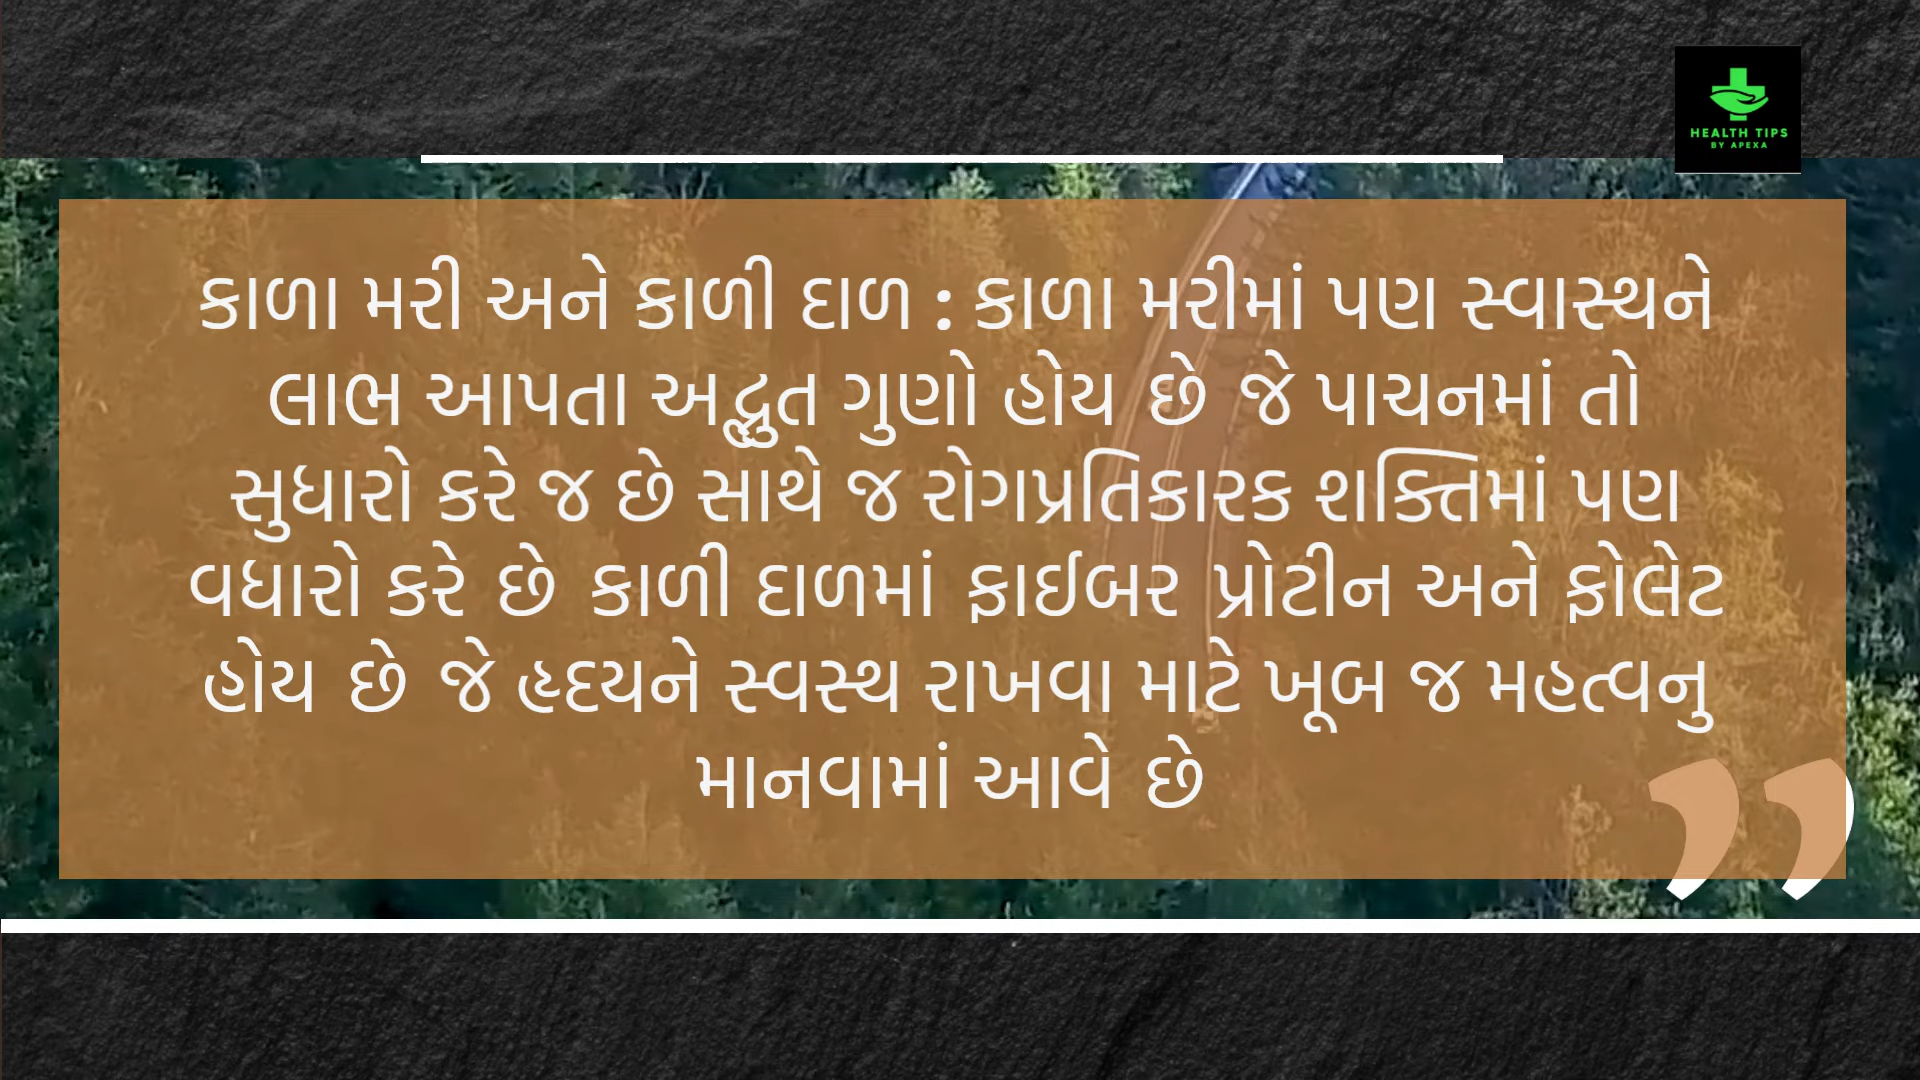 HEALTH TIPS
BY APEXA
કાળા મરી અને કાળી દાળ : કાળા મરીમાં પણ સ્વાસ્થને
લાભ આપતા અદ્ભુત ગુણો હોય છે જે પાચનમાં તો
સુધારો કરે જ છે સાથે જ રોગપ્રતિકારક શક્તિમાં પણ
વધારો કરે છે કાળી દાળમાં ફાઈબર પ્રોટીન અને ફોલેટ
હોય છે જે હૃદયને સ્વસ્થ રાખવા માટે ખૂબ જ મહત્વનુ
માનવામાં આવે છે
”